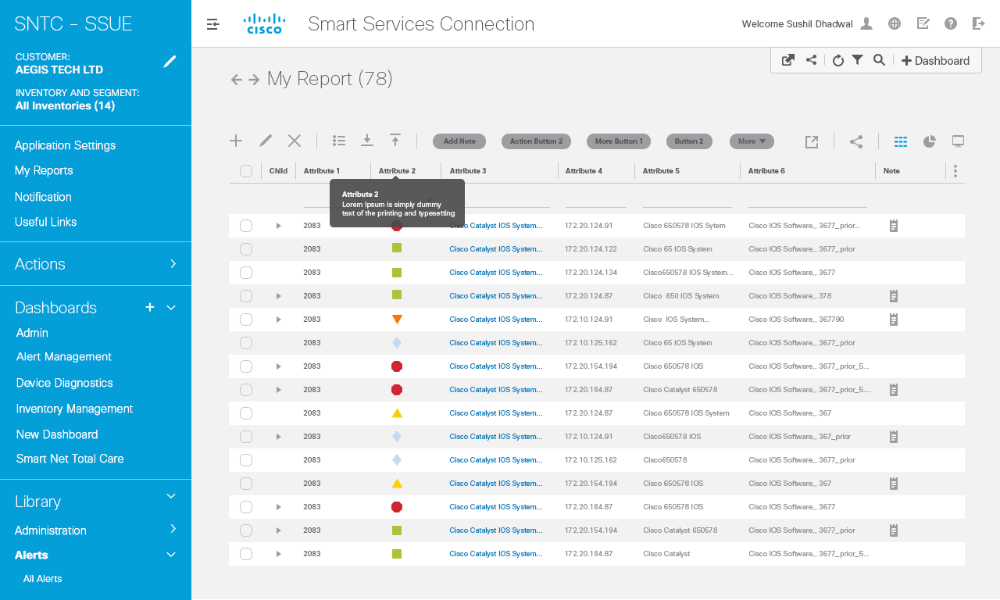 SNTC - SSUE
CUSTOMER:
AEGIS TECH LTD
INVENTORY AND SEGMENT:
All Inventories (14)
Application Settings
My Reports
Notification
Useful Links
Actions
Dashboards
Admin
Alert Management
Device Diagnostics
Inventory Management
New Dashboard
Smart Net Total Care
Library
Administration
Alerts
All Alerts
CISCO
Smart Services Connection
Welcome Sushil Dhadwal
Dashboard
My Report (78)
Add Note Action Button 2 More Button 1 Button 2 More
Child Attribute 1 Attribute 2 Attribute 3 Attribute 4 Attribute 5 Attribute 6 Note
Attribute 2
Lorem Ipsum is simply dummy
text of the printing and typesetting
2083 Cisco Catalyst IOS System... 172.20.124.91 Cisco 650578 IOS Sytem Cisco IOS Software,, 3677_prior...
2083 Cisco Catalyst IOS System... 172.20.124.122 Cisco 65 IOS System Cisco IOS Software,, 3677_prior
2083 Cisco Catalyst IOS System... 172.20.124.134 Cisco650578 IOS System... Cisco IOS Software,, 3677
2083 Cisco Catalyst IOS System... 172.20.124.87 Cisco 650 IOS System Cisco IOS Software,, 378
2083 Cisco Catalyst IOS System... 172.10.124.91 Cisco IOS System... Cisco IOS Software,, 367790
2083 Cisco Catalyst IOS System... 172.10.125.162 Cisco 65 IOS System Cisco IOS Software,, 3677_prior
2083 Cisco Catalyst IOS System... 172.20.154.194 Cisco 650578 IOS Cisco IOS Software,, 3677_prior_5...
2083 Cisco Catalyst IOS System... 172.20.184.87 Cisco Catalyst 650578 Cisco IOS Software,, 3677_prior_5....
2083 Cisco Catalyst IOS System... 172.20.124.87 Cisco 650578 IOS System Cisco IOS Software,, 367
2083 Cisco Catalyst IOS System... 172.10.124.91 Cisco650578 IOS Cisco IOS Software,, 367_prior
2083 Cisco Catalyst IOS System... 172.10.125.162 Cisco650578 Cisco IOS Software,, 3677_prior
2083 Cisco Catalyst IOS System... 172.20.154.194 Cisco 650578 IOS Cisco IOS Software,, 367
2083 Cisco Catalyst IOS System... 172.20.184.87 Cisco 650578 IOS Cisco IOS Software,, 3677
2083 Cisco Catalyst IOS System... 172.20.154.194 Cisco Catalyst 650578 Cisco IOS Software,, 3677_prior
2083 Cisco Catalyst IOS System... 172.20.184.87 Cisco Catalyst Cisco IOS Software,, 3677_prior_5...